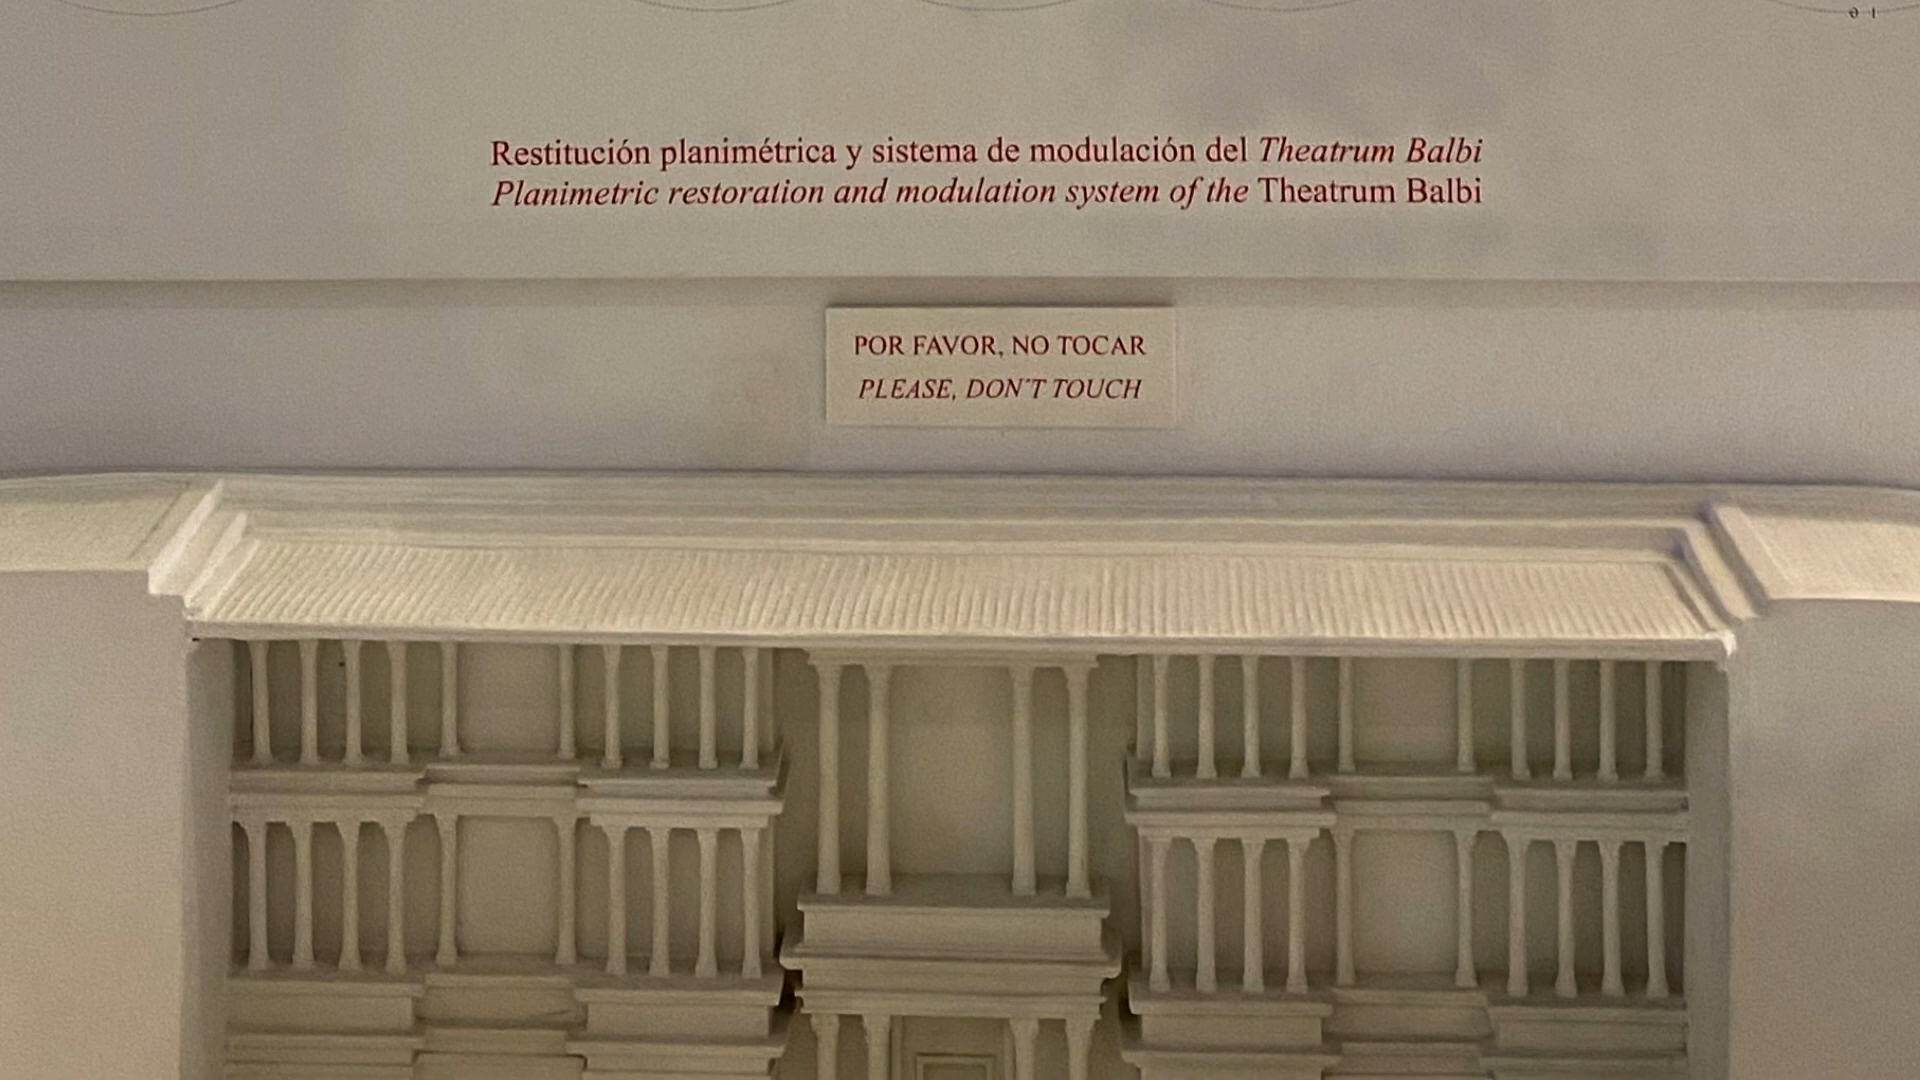 Restitución planimétrica y sistema de modulación del Theatrum Balbi
Planimetric restoration and modulation system of the Theatrum Balbi
POR FAVOR, NO TOCAR
PLEASE, DON'T TOUCH